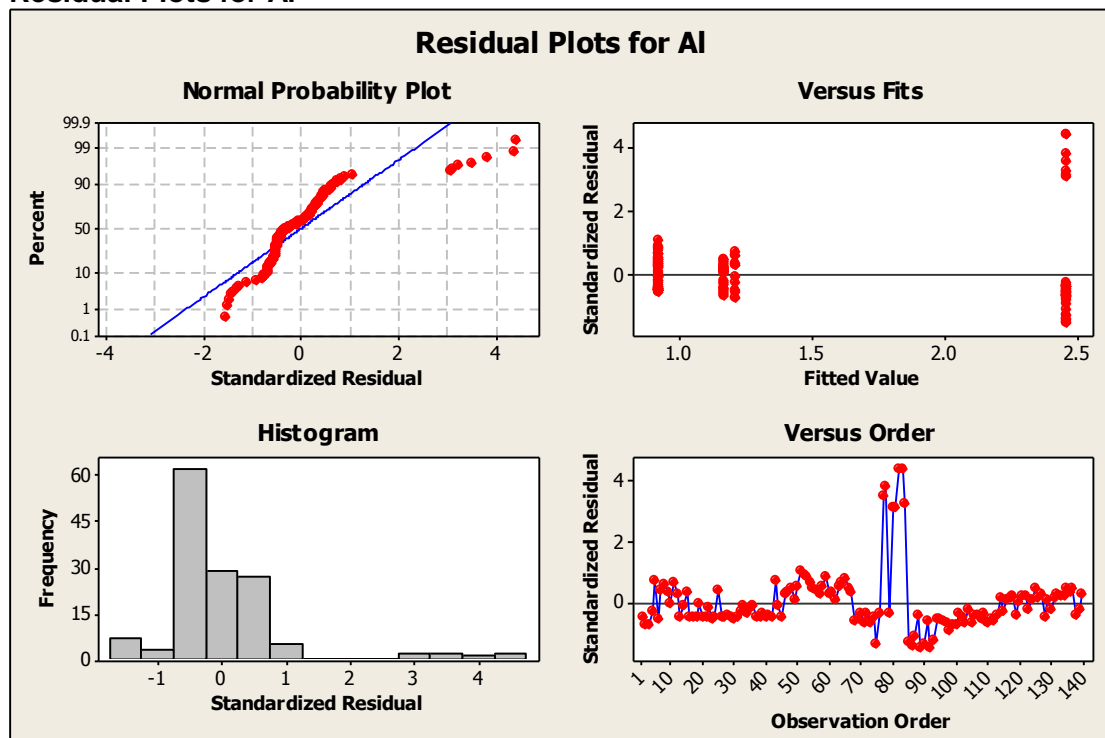 Residual Plots for Al
Residual Plots for Al
Normal Probability Plot
99.9
99
90
50
10
1
0.1
Percent
-4 -2 0 2 4
Standardized Residual
Versus Fits
4
2
0
Standardized Residual
1.0 1.5 2.0 2.5
Fitted Value
Histogram
60
45
30
15
0
Frequency
-1 0 1 2 3 4
Standardized Residual
Versus Order
4
2
0
Standardized Residual
1 10 20 30 40 50 60 70 80 90 100 110 120 130 140
Observation Order